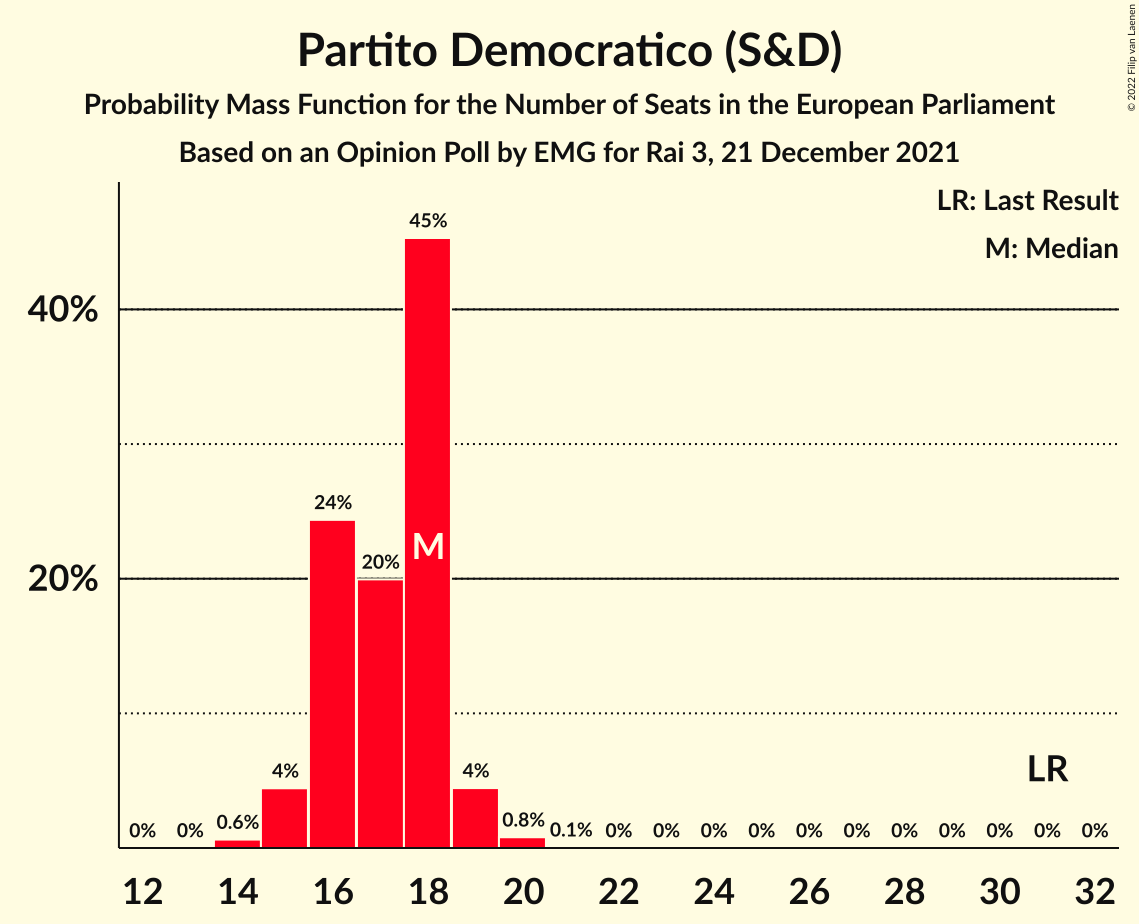 Partito Democratico (S&D)
Probability Mass Function for the Number of Seats in the European Parliament
Based on an Opinion Poll by EMG for Rai 3, 21 December 2021
© 2022 Filip van Laenen
LR: Last Result
M: Median
40%
20%
0% 0% 0.6% 4% 24% 20% 45% 4% 0.8% 0.1% 0% 0% 0% 0% 0% 0% 0% 0% 0% 0% 0%
M
LR
12 14 16 18 20 22 24 26 28 30 32